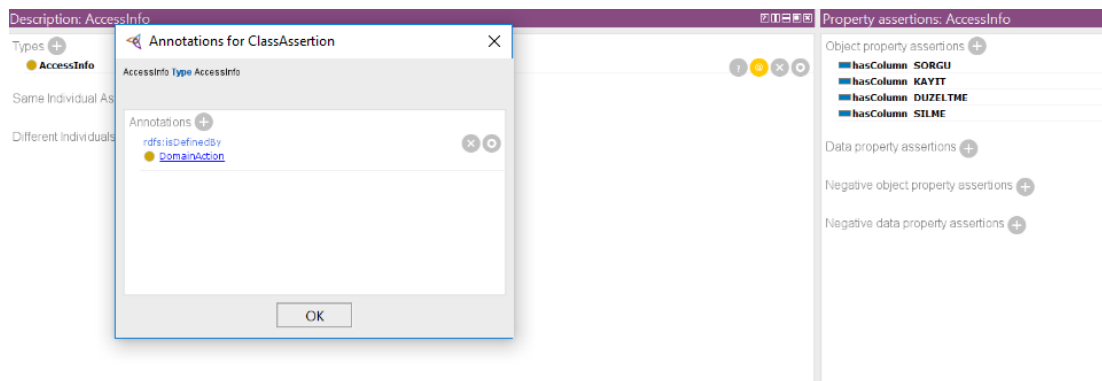 Description: AccessInfo
Types
AccessInfo
Same Individual As
Different Individuals
Annotations for ClassAssertion
AccessInfo Type AccessInfo
Annotations
rdfs:isDefinedBy
DomainAction
OK
Property assertions: AccessInfo
Object property assertions
hasColumn SORGU
hasColumn KAYIT
hasColumn DUZELTME
hasColumn SILME
Data property assertions
Negative object property assertions
Negative data property assertions